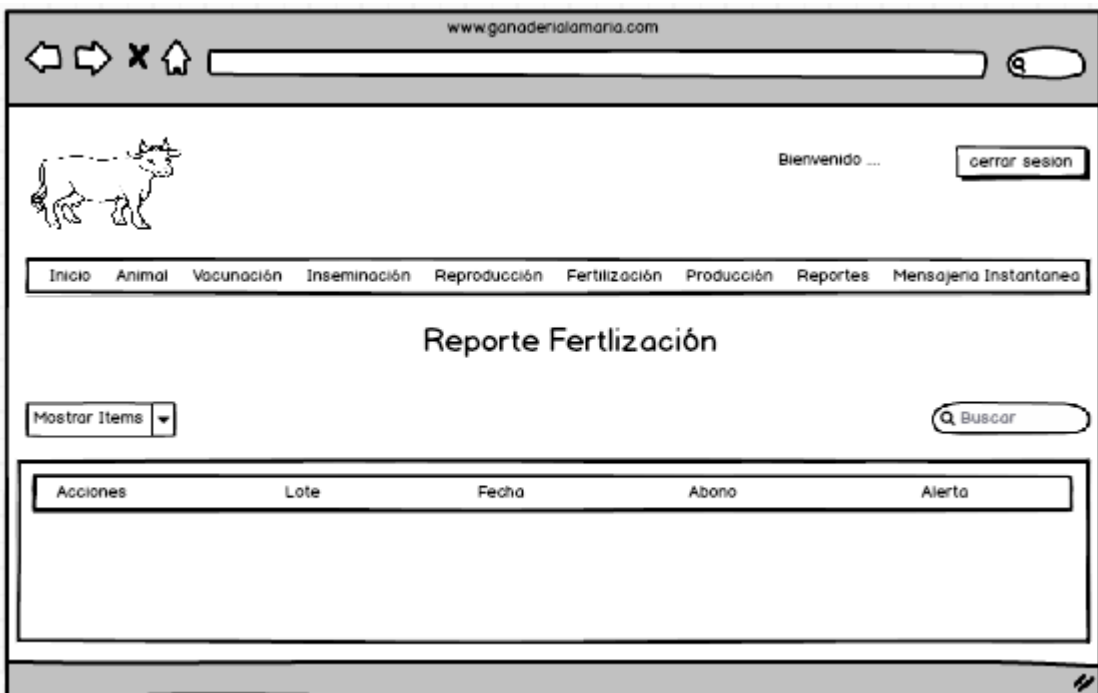 www.ganaderialamaria.com
Bienvenido ...
cerrar sesion
Inicio Animal Vacunación Inseminación Reproducción Fertilización Producción Reportes Mensajeria Instantanea
Reporte Fertlización
Mostrar Items
Buscar
Acciones Lote Fecha Abono Alerta